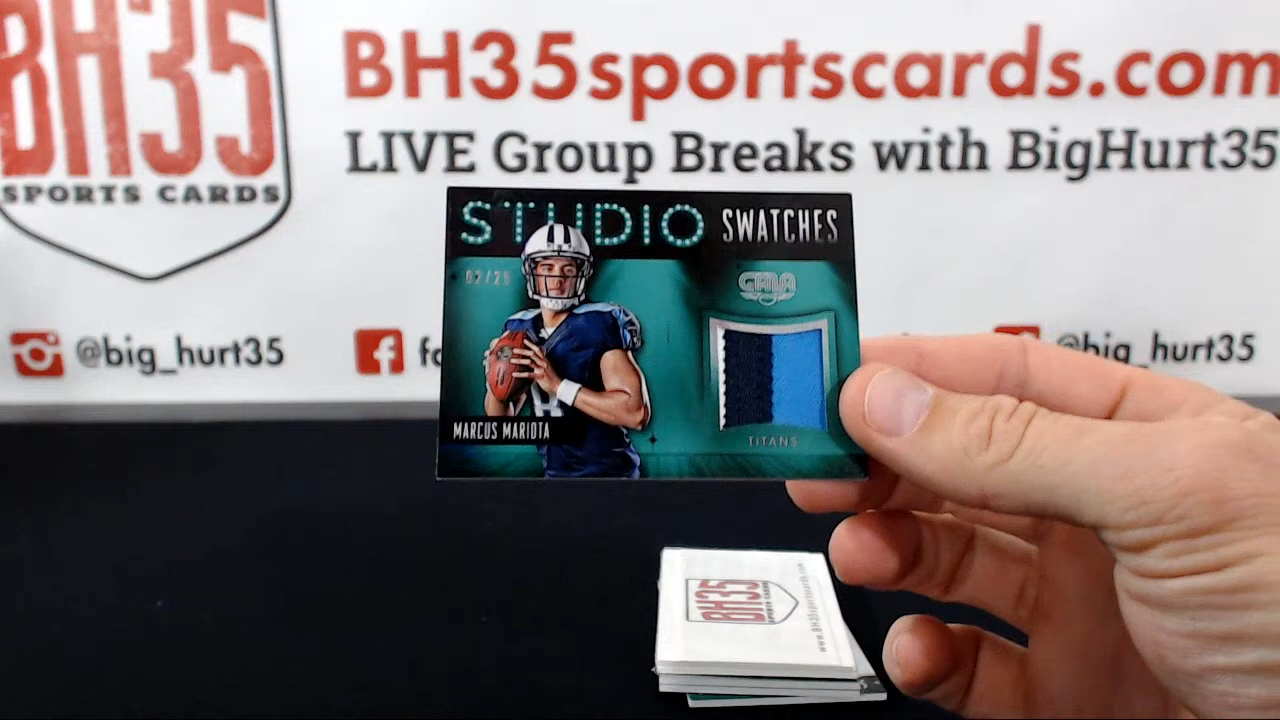 BH35
SPORTS CARDS
BH35sportscards.com
LIVE Group Breaks with BigHurt35
@big_hurt35
@big_hurt35
STUDIO SWATCHES
02/25
GALA
MARCUS MARIOTA
TITANS
BH35
SPORTS CARDS
www.BH35sportscards.com